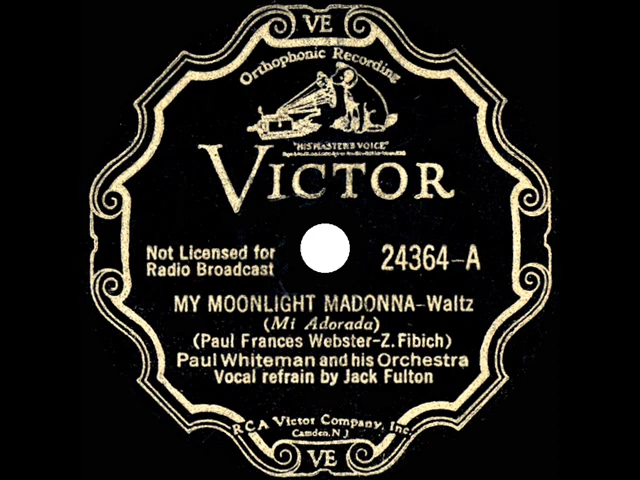 VE
Orthophonic Recording
"HIS MASTER'S VOICE"
VICTOR
Not Licensed for
Radio Broadcast
24364-A
MY MOONLIGHT MADONNA-Waltz
(Mi Adorada)
(Paul Frances Webster-Z. Fibich)
Paul Whiteman and his Orchestra
Vocal refrain by Jack Fulton
RCA Victor Company, Inc.
Camden, N J
VE